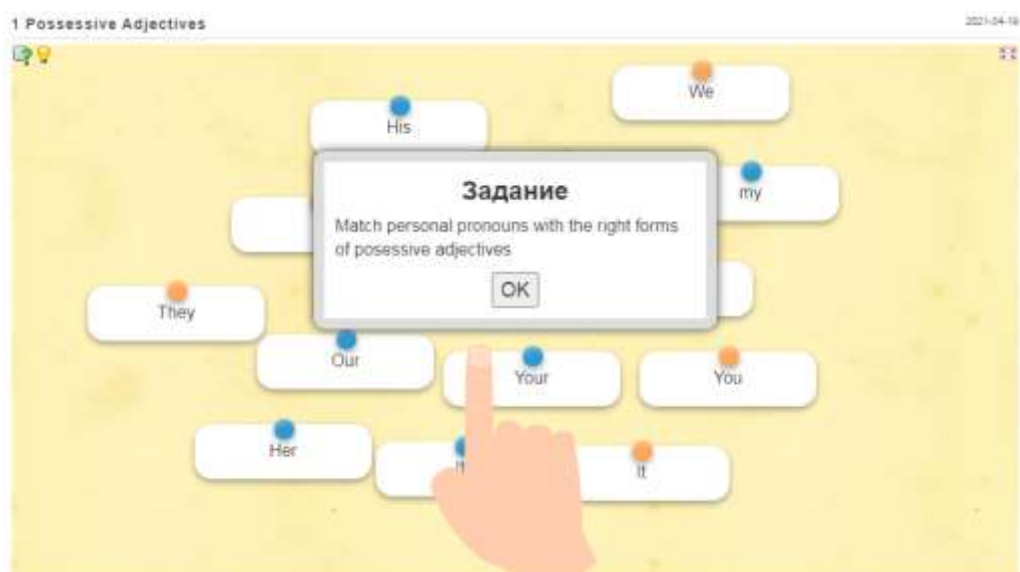 1 Possessive Adjectives
2021-04-18
We
His
my
Задание
Match personal pronouns with the right forms
of posessive adjectives
OK
They
Our
Your
You
Her
It